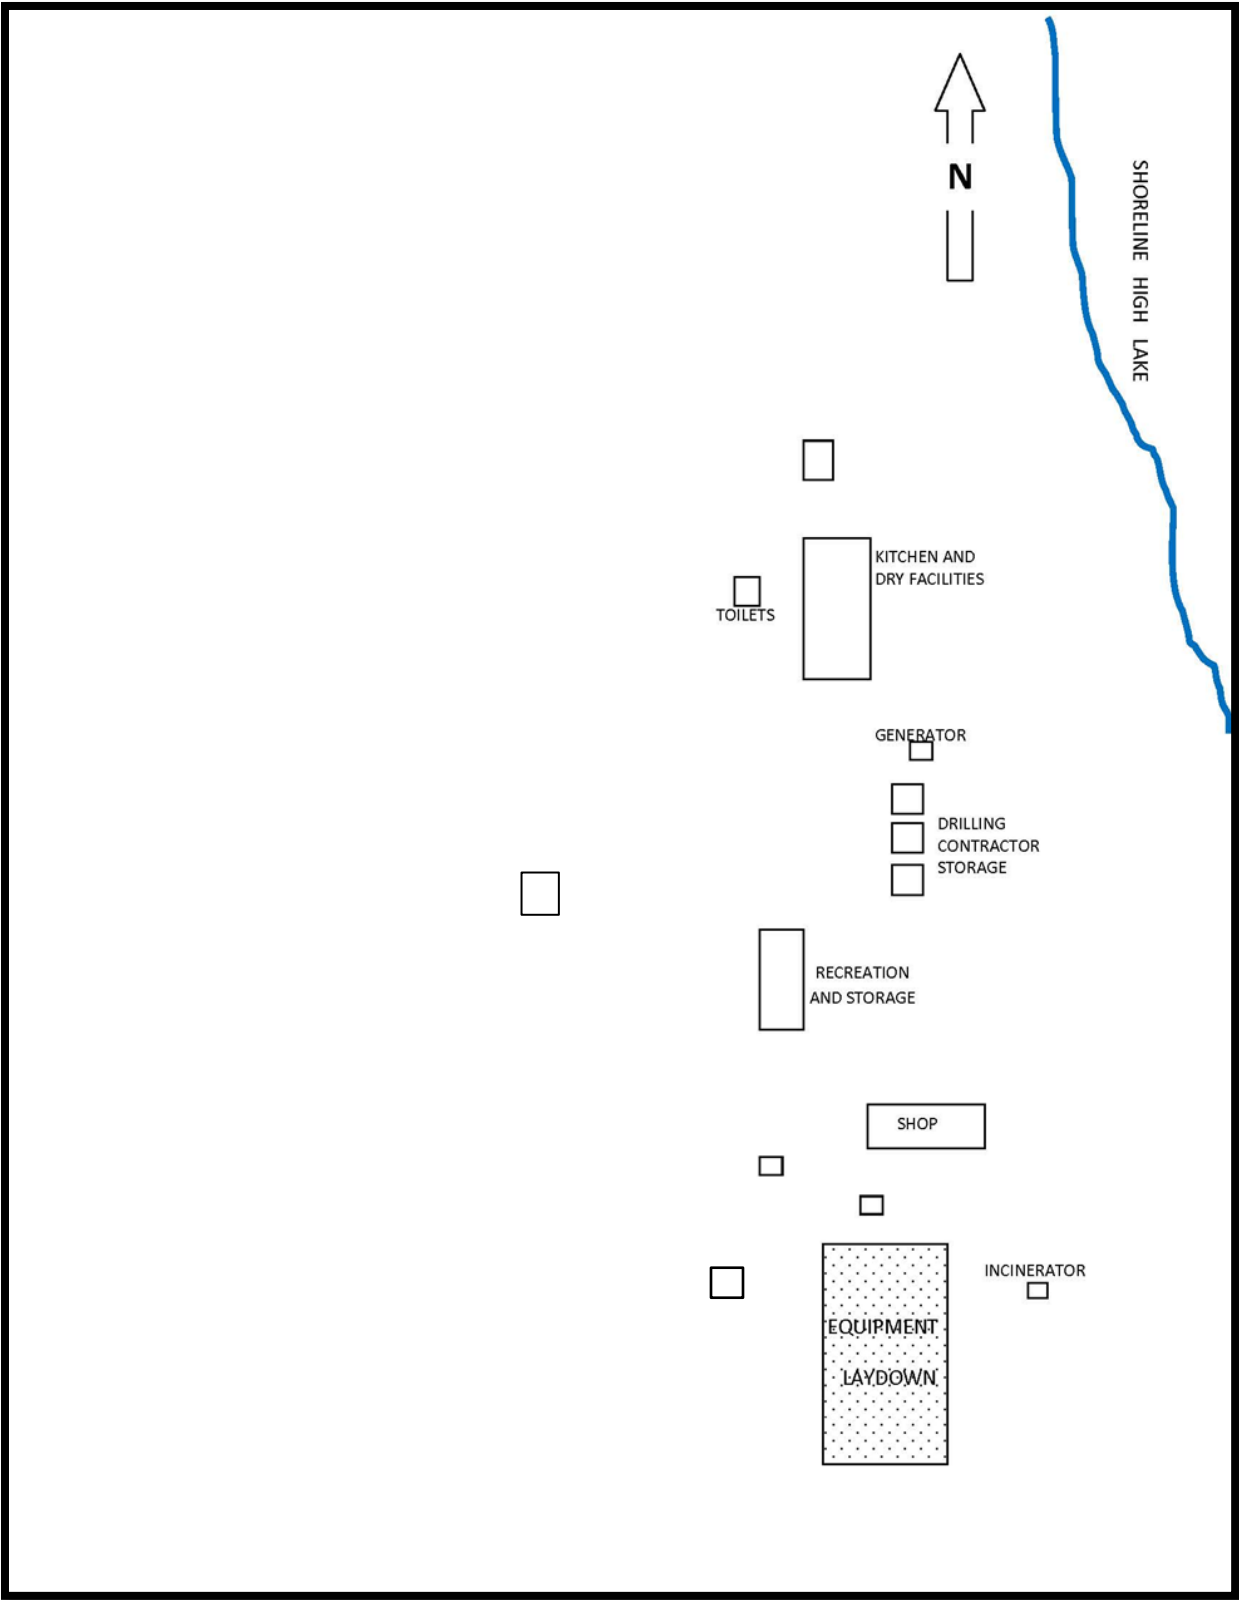 N
SHORELINE HIGH LAKE
KITCHEN AND
DRY FACILITIES
TOILETS
GENERATOR
DRILLING
CONTRACTOR
STORAGE
RECREATION
AND STORAGE
SHOP
INCINERATOR
EQUIPMENT
LAYDOWN